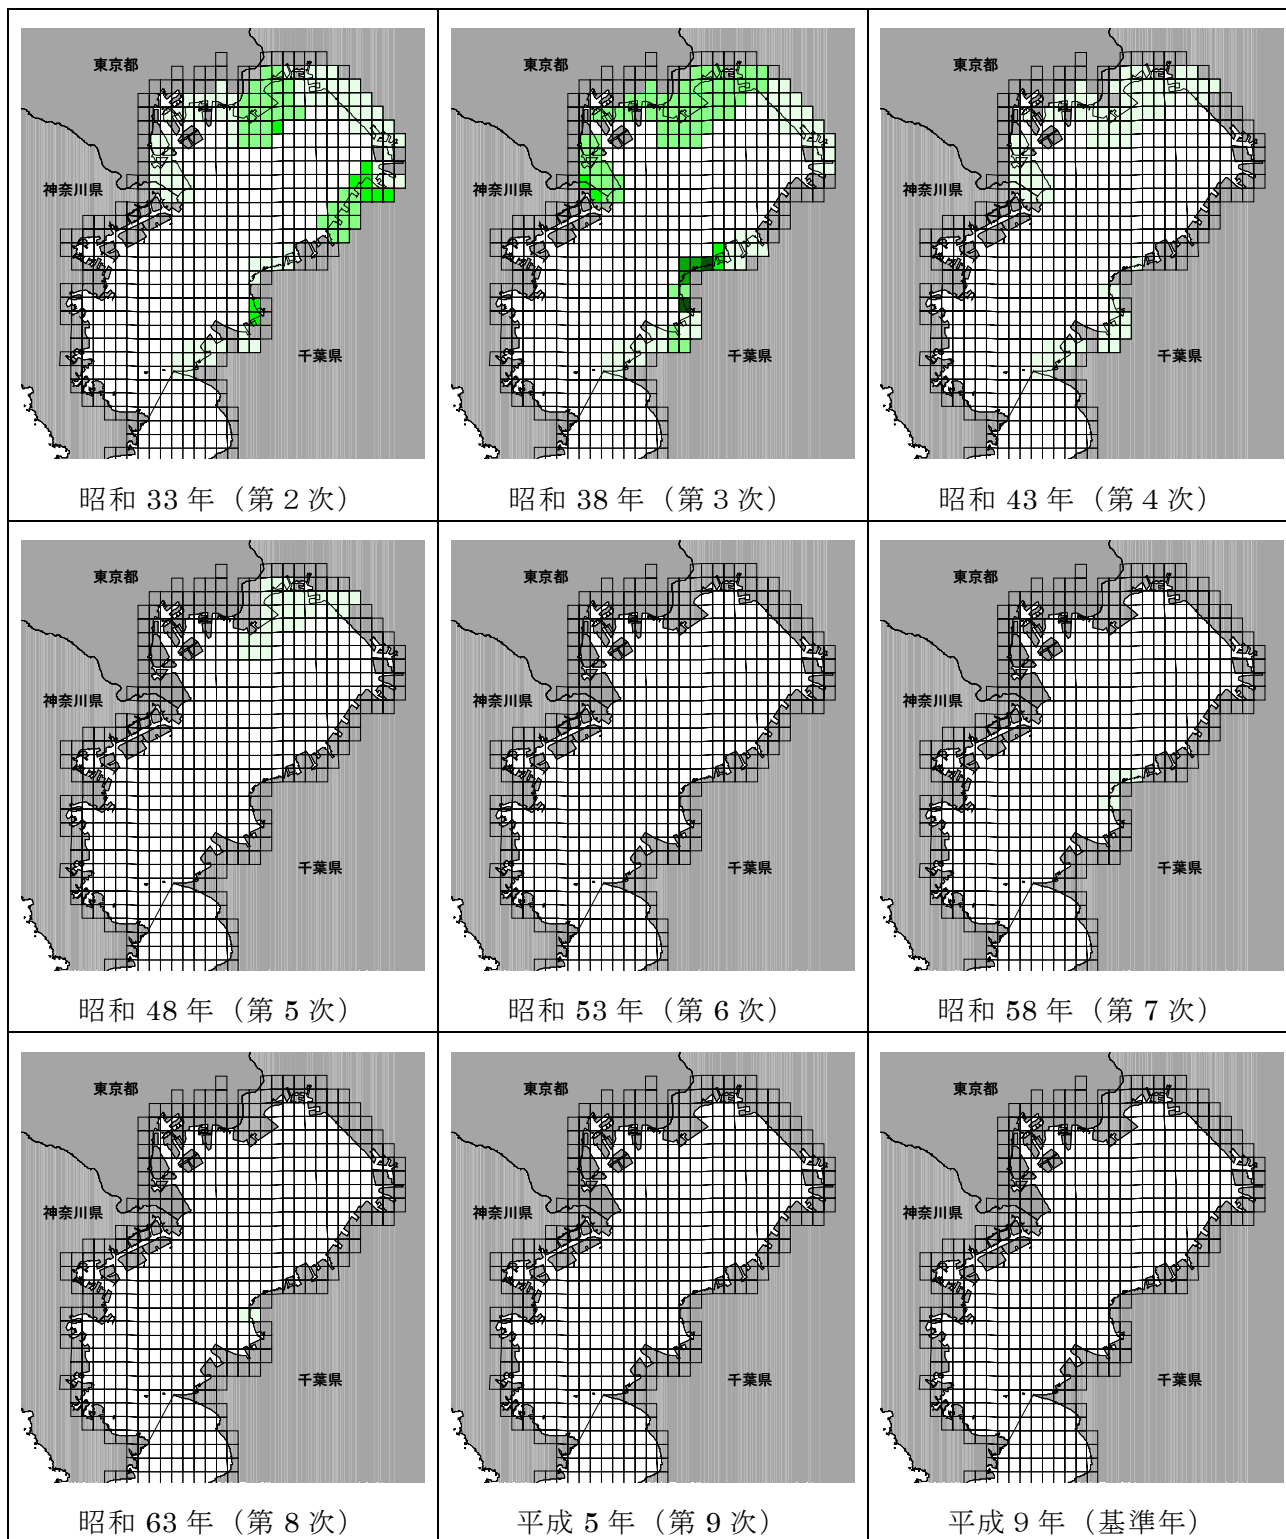 東京都
神奈川県
千葉県
昭和 33 年（第２次）
東京都
神奈川県
千葉県
昭和 38 年（第３次）
東京都
神奈川県
千葉県
昭和 43 年（第４次）
東京都
神奈川県
千葉県
昭和 48 年（第 5 次）
東京都
神奈川県
千葉県
昭和 53 年（第 6 次）
東京都
神奈川県
千葉県
昭和 58 年（第 7 次）
東京都
神奈川県
千葉県
昭和 63 年（第 8 次）
東京都
神奈川県
千葉県
平成 5 年（第 9 次）
東京都
神奈川県
千葉県
平成９年（基準年）